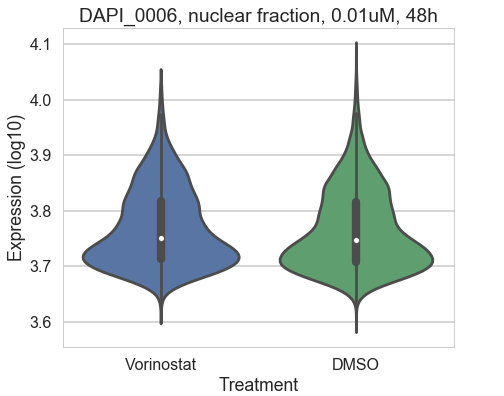 DAPI_0006, nuclear fraction, 0.01uM, 48h
4.1
4.0
3.9
3.8
3.7
3.6
Expression (log10)
Vorinostat
DMSO
Treatment